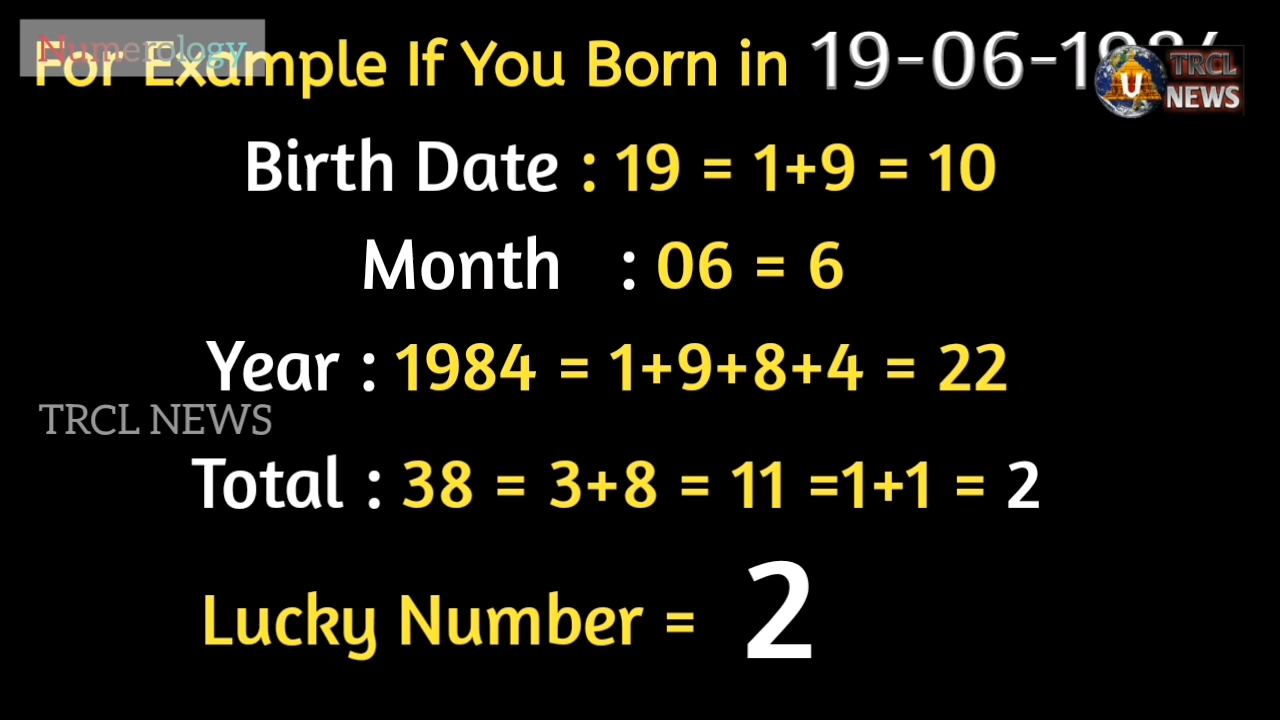 Numerology
For Example If You Born in 19-06-1984
TRCL
NEWS
U
Birth Date : 19 = 1+9 = 10
Month : 06 = 6
Year : 1984 = 1+9+8+4 = 22
TRCL NEWS
Total : 38 = 3+8 = 11 =1+1 = 2
Lucky Number = 2